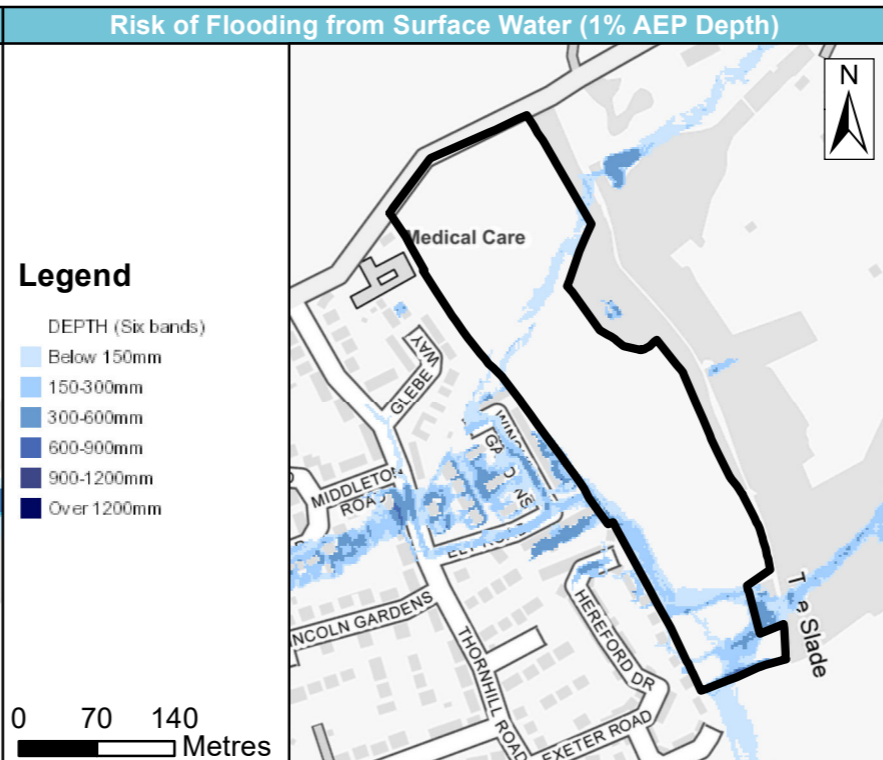 Risk of Flooding from Surface Water (1% AEP Depth)
N
Medical Care
Legend
DEPTH (Six bands)
Below 150mm
150-300mm
300-600mm
600-900mm
900-1200mm
Over 1200mm
GLEBE WAY
MIDDLETON
ROAD
NCOLN GARDENS
THORNHILL ROAD
HEREFORD DR
EXETER ROAD
Slade
0 70 140
Metres